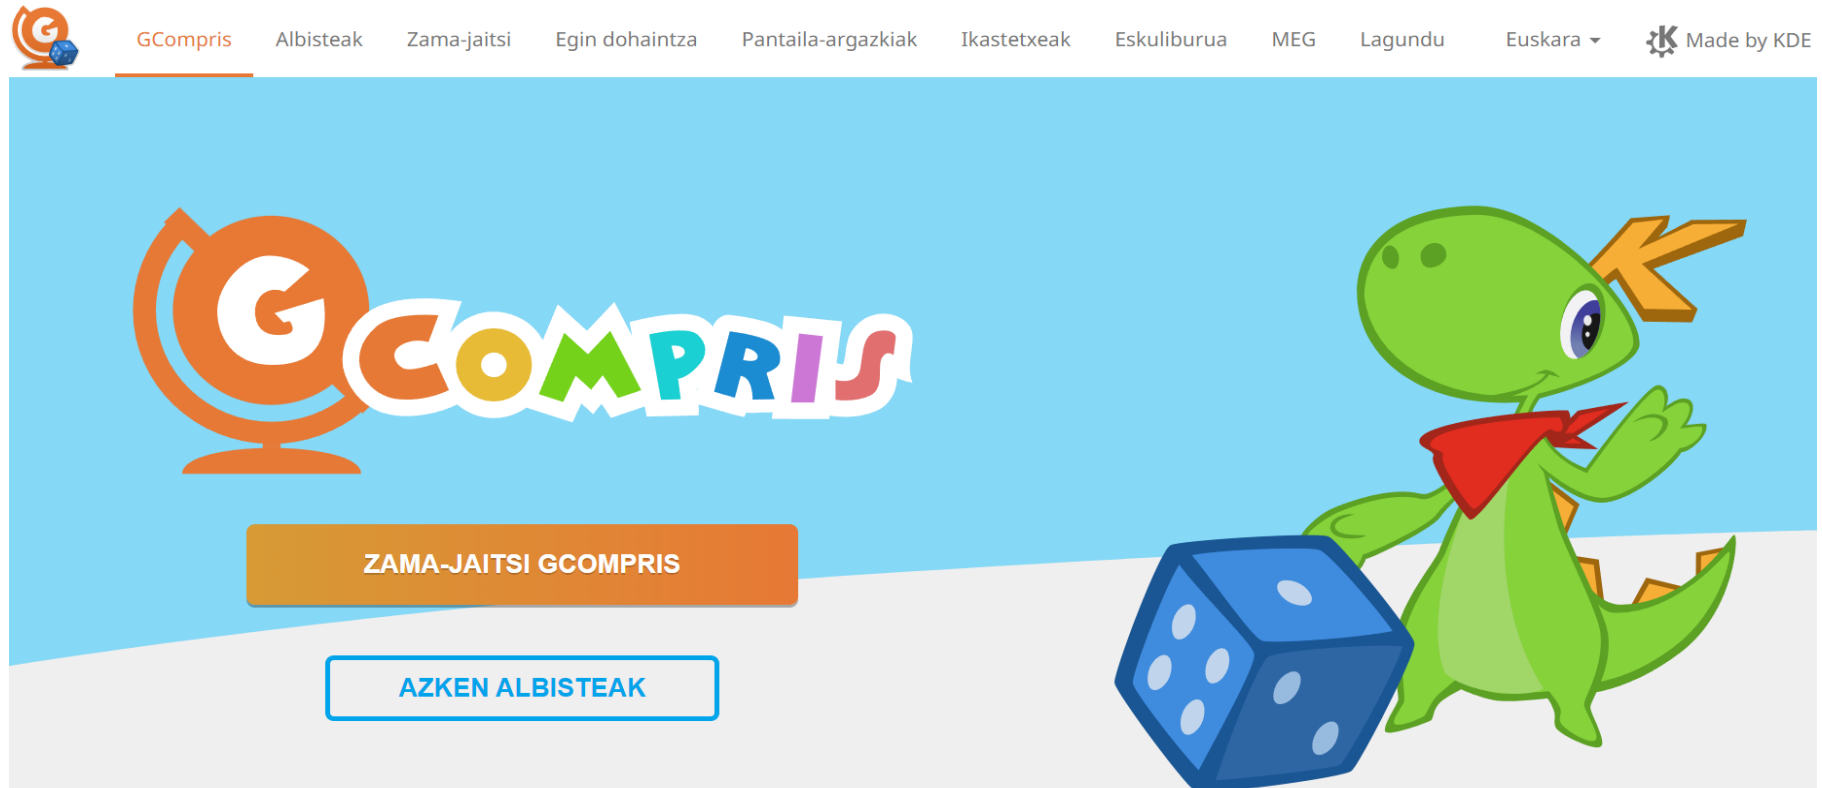 GCompris Albisteak Zama-jaitsi Egin dohaintza Pantaila-argazkiak Ikastetxeak Eskuliburua MEG Lagundu Euskara Made by KDE
GCOMPRIS
ZAMA-JAITSI GCOMPRIS
AZKEN ALBISTEAK